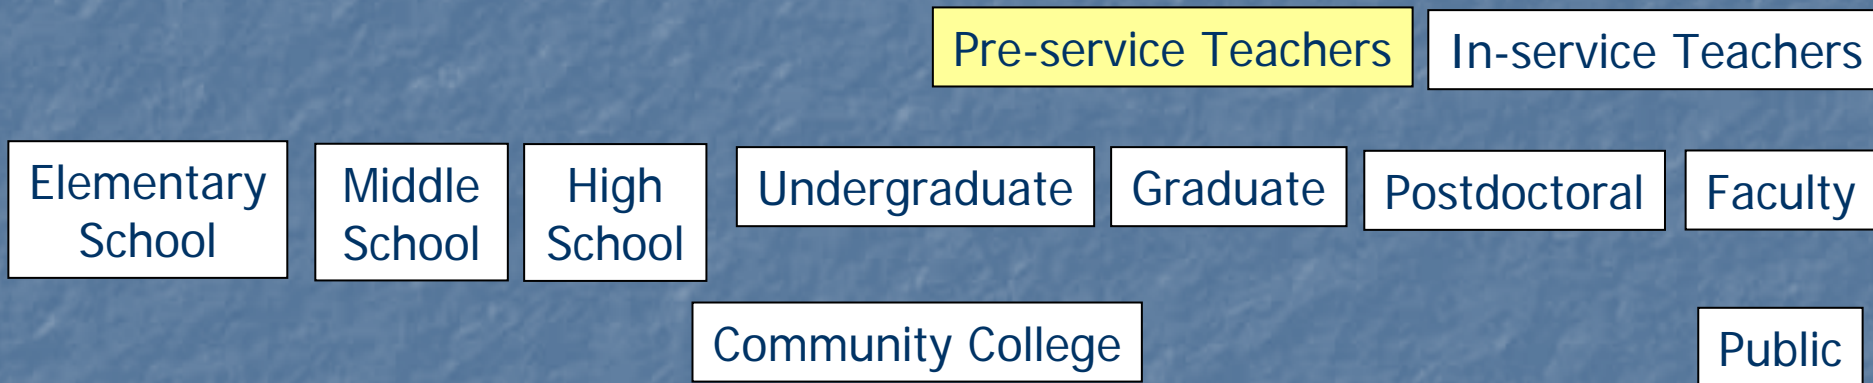 Pre-service Teachers
In-service Teachers
Elementary
School
Middle
School
High
School
Undergraduate
Graduate
Postdoctoral
Faculty
Community College
Public